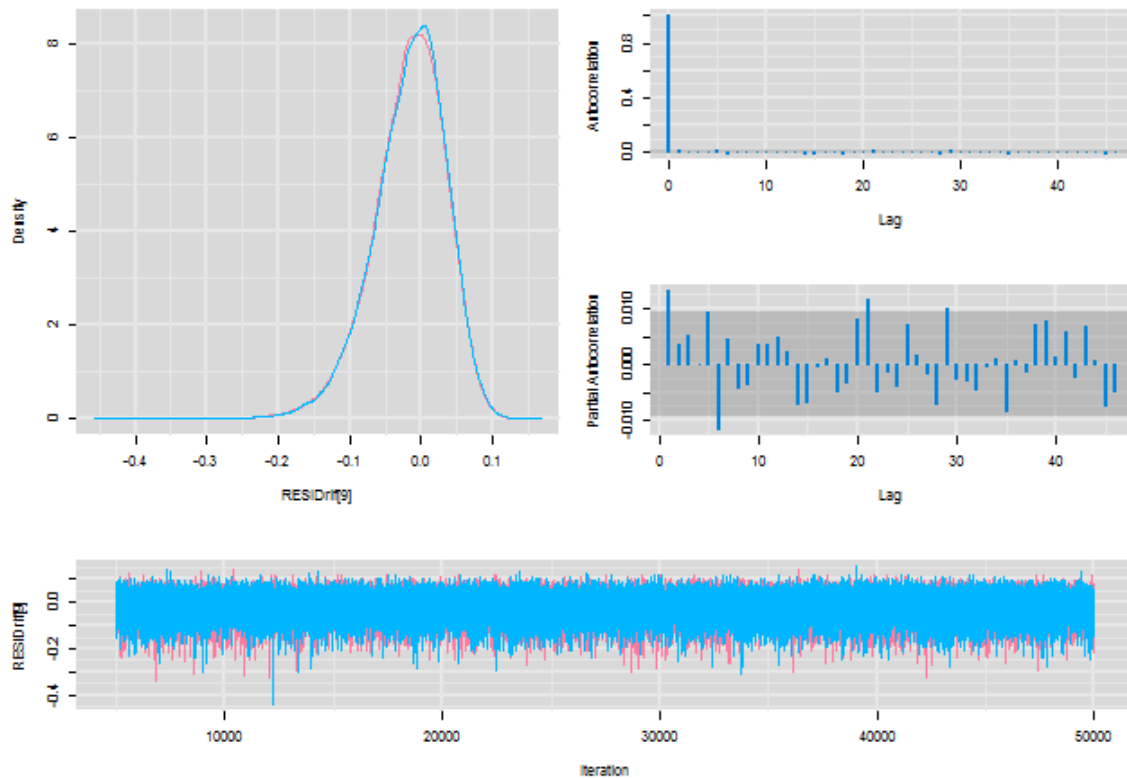 Density
0 2 4 6 8
-0.4 -0.3 -0.2 -0.1 0.0 0.1
RESIDrif[9]
Autocorrelation
0.0 0.4 0.8
0 10 20 30 40
Lag
Partial Autocorrelation
-0.010 0.000 0.010
0 10 20 30 40
Lag
-0.4 -0.2 0.0
10000 20000 30000 40000 50000
Iteration